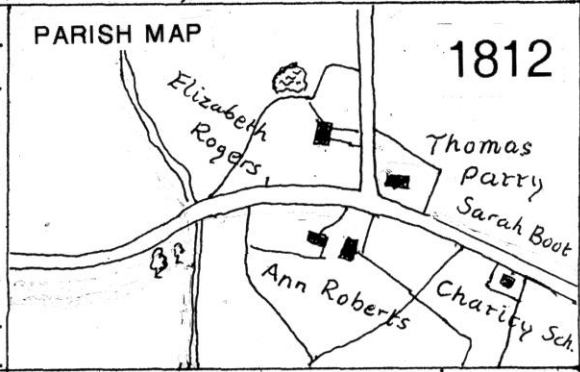 PARISH MAP
1812
Elizabeth
Rogers
Thomas
Parry
Sarah Boot
Ann Roberts
Charity Sch.